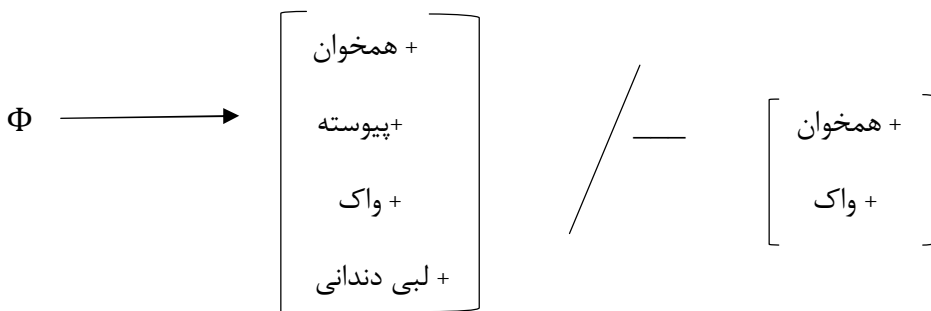 Φ
+ همخوان
+پیوسته
+ واک
+ لبی دندانی
+ همخوان
+ واک